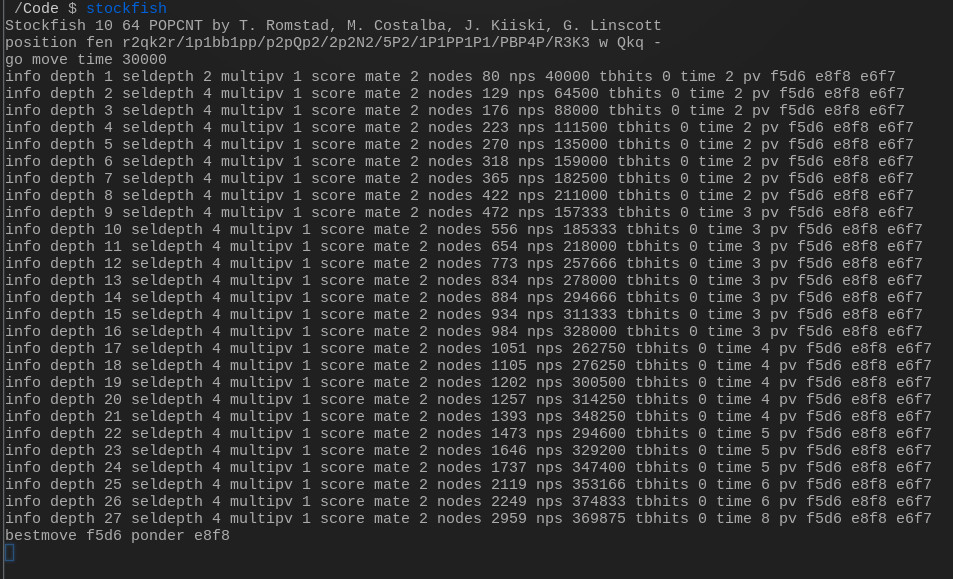 /Code $ stockfish
Stockfish 10 64 POPCNT by T. Romstad, M. Costalba, J. Kiiski, G. Linscott
position fen r2qk2r/1p1bb1pp/p2pQp2/2p2N2/5P2/1P1PP1P1/PBP4P/R3K3 w Qkq -
go move time 30000
info depth 1 seldepth 2 multipv 1 score mate 2 nodes 80 nps 40000 tbhits 0 time 2 pv f5d6 e8f8 e6f7
info depth 2 seldepth 4 multipv 1 score mate 2 nodes 129 nps 64500 tbhits 0 time 2 pv f5d6 e8f8 e6f7
info depth 3 seldepth 4 multipv 1 score mate 2 nodes 176 nps 88000 tbhits 0 time 2 pv f5d6 e8f8 e6f7
info depth 4 seldepth 4 multipv 1 score mate 2 nodes 223 nps 111500 tbhits 0 time 2 pv f5d6 e8f8 e6f7
info depth 5 seldepth 4 multipv 1 score mate 2 nodes 270 nps 135000 tbhits 0 time 2 pv f5d6 e8f8 e6f7
info depth 6 seldepth 4 multipv 1 score mate 2 nodes 318 nps 159000 tbhits 0 time 2 pv f5d6 e8f8 e6f7
info depth 7 seldepth 4 multipv 1 score mate 2 nodes 365 nps 182500 tbhits 0 time 2 pv f5d6 e8f8 e6f7
info depth 8 seldepth 4 multipv 1 score mate 2 nodes 422 nps 211000 tbhits 0 time 2 pv f5d6 e8f8 e6f7
info depth 9 seldepth 4 multipv 1 score mate 2 nodes 472 nps 157333 tbhits 0 time 3 pv f5d6 e8f8 e6f7
info depth 10 seldepth 4 multipv 1 score mate 2 nodes 556 nps 185333 tbhits 0 time 3 pv f5d6 e8f8 e6f7
info depth 11 seldepth 4 multipv 1 score mate 2 nodes 654 nps 218000 tbhits 0 time 3 pv f5d6 e8f8 e6f7
info depth 12 seldepth 4 multipv 1 score mate 2 nodes 773 nps 257666 tbhits 0 time 3 pv f5d6 e8f8 e6f7
info depth 13 seldepth 4 multipv 1 score mate 2 nodes 834 nps 278000 tbhits 0 time 3 pv f5d6 e8f8 e6f7
info depth 14 seldepth 4 multipv 1 score mate 2 nodes 884 nps 294666 tbhits 0 time 3 pv f5d6 e8f8 e6f7
info depth 15 seldepth 4 multipv 1 score mate 2 nodes 934 nps 311333 tbhits 0 time 3 pv f5d6 e8f8 e6f7
info depth 16 seldepth 4 multipv 1 score mate 2 nodes 984 nps 328000 tbhits 0 time 3 pv f5d6 e8f8 e6f7
info depth 17 seldepth 4 multipv 1 score mate 2 nodes 1051 nps 262750 tbhits 0 time 4 pv f5d6 e8f8 e6f7
info depth 18 seldepth 4 multipv 1 score mate 2 nodes 1105 nps 276250 tbhits 0 time 4 pv f5d6 e8f8 e6f7
info depth 19 seldepth 4 multipv 1 score mate 2 nodes 1202 nps 300500 tbhits 0 time 4 pv f5d6 e8f8 e6f7
info depth 20 seldepth 4 multipv 1 score mate 2 nodes 1257 nps 314250 tbhits 0 time 4 pv f5d6 e8f8 e6f7
info depth 21 seldepth 4 multipv 1 score mate 2 nodes 1393 nps 348250 tbhits 0 time 4 pv f5d6 e8f8 e6f7
info depth 22 seldepth 4 multipv 1 score mate 2 nodes 1473 nps 294600 tbhits 0 time 5 pv f5d6 e8f8 e6f7
info depth 23 seldepth 4 multipv 1 score mate 2 nodes 1646 nps 329200 tbhits 0 time 5 pv f5d6 e8f8 e6f7
info depth 24 seldepth 4 multipv 1 score mate 2 nodes 1737 nps 347400 tbhits 0 time 5 pv f5d6 e8f8 e6f7
info depth 25 seldepth 4 multipv 1 score mate 2 nodes 2119 nps 353166 tbhits 0 time 6 pv f5d6 e8f8 e6f7
info depth 26 seldepth 4 multipv 1 score mate 2 nodes 2249 nps 374833 tbhits 0 time 6 pv f5d6 e8f8 e6f7
info depth 27 seldepth 4 multipv 1 score mate 2 nodes 2959 nps 369875 tbhits 0 time 8 pv f5d6 e8f8 e6f7
bestmove f5d6 ponder e8f8